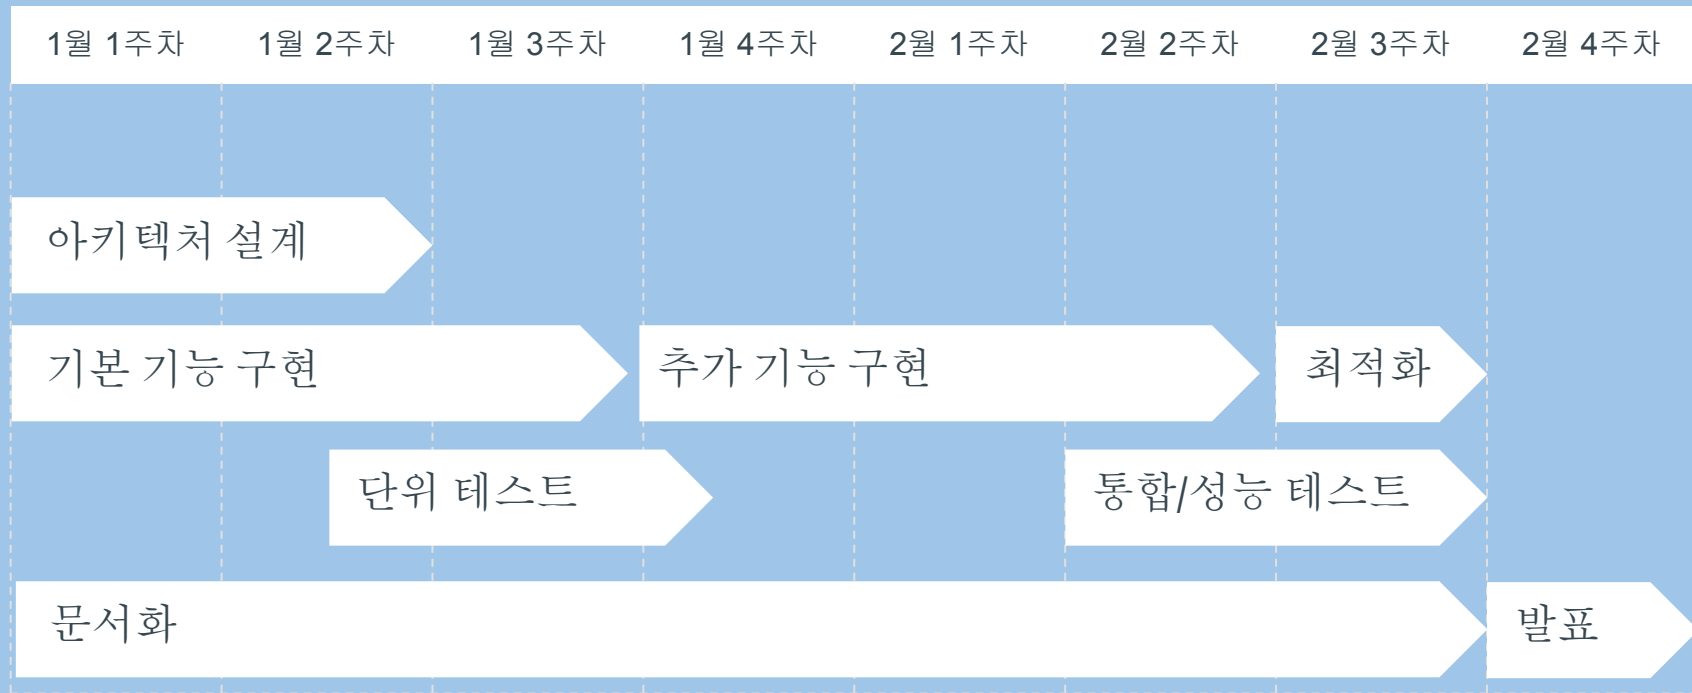 1월 1주차 1월 2주차 1월 3주차 1월 4주차 2월 1주차 2월 2주차 2월 3주차 2월 4주차
아키텍처 설계
기본 기능 구현 추가 기능 구현 최적화
단위 테스트 통합/성능 테스트
문서화 발표